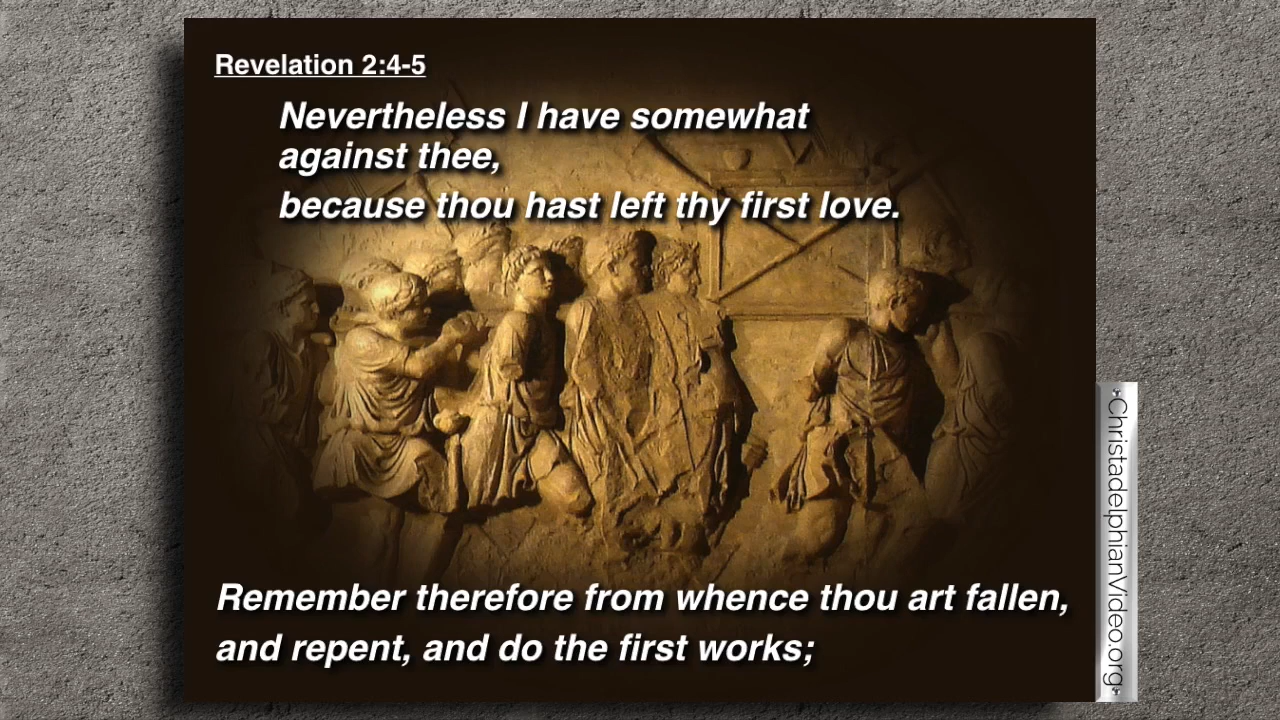 Revelation 2:4-5
Nevertheless I have somewhat
against thee,
because thou hast left thy first love.
Remember therefore from whence thou art fallen,
and repent, and do the first works;
ChristadelphianVideo.org